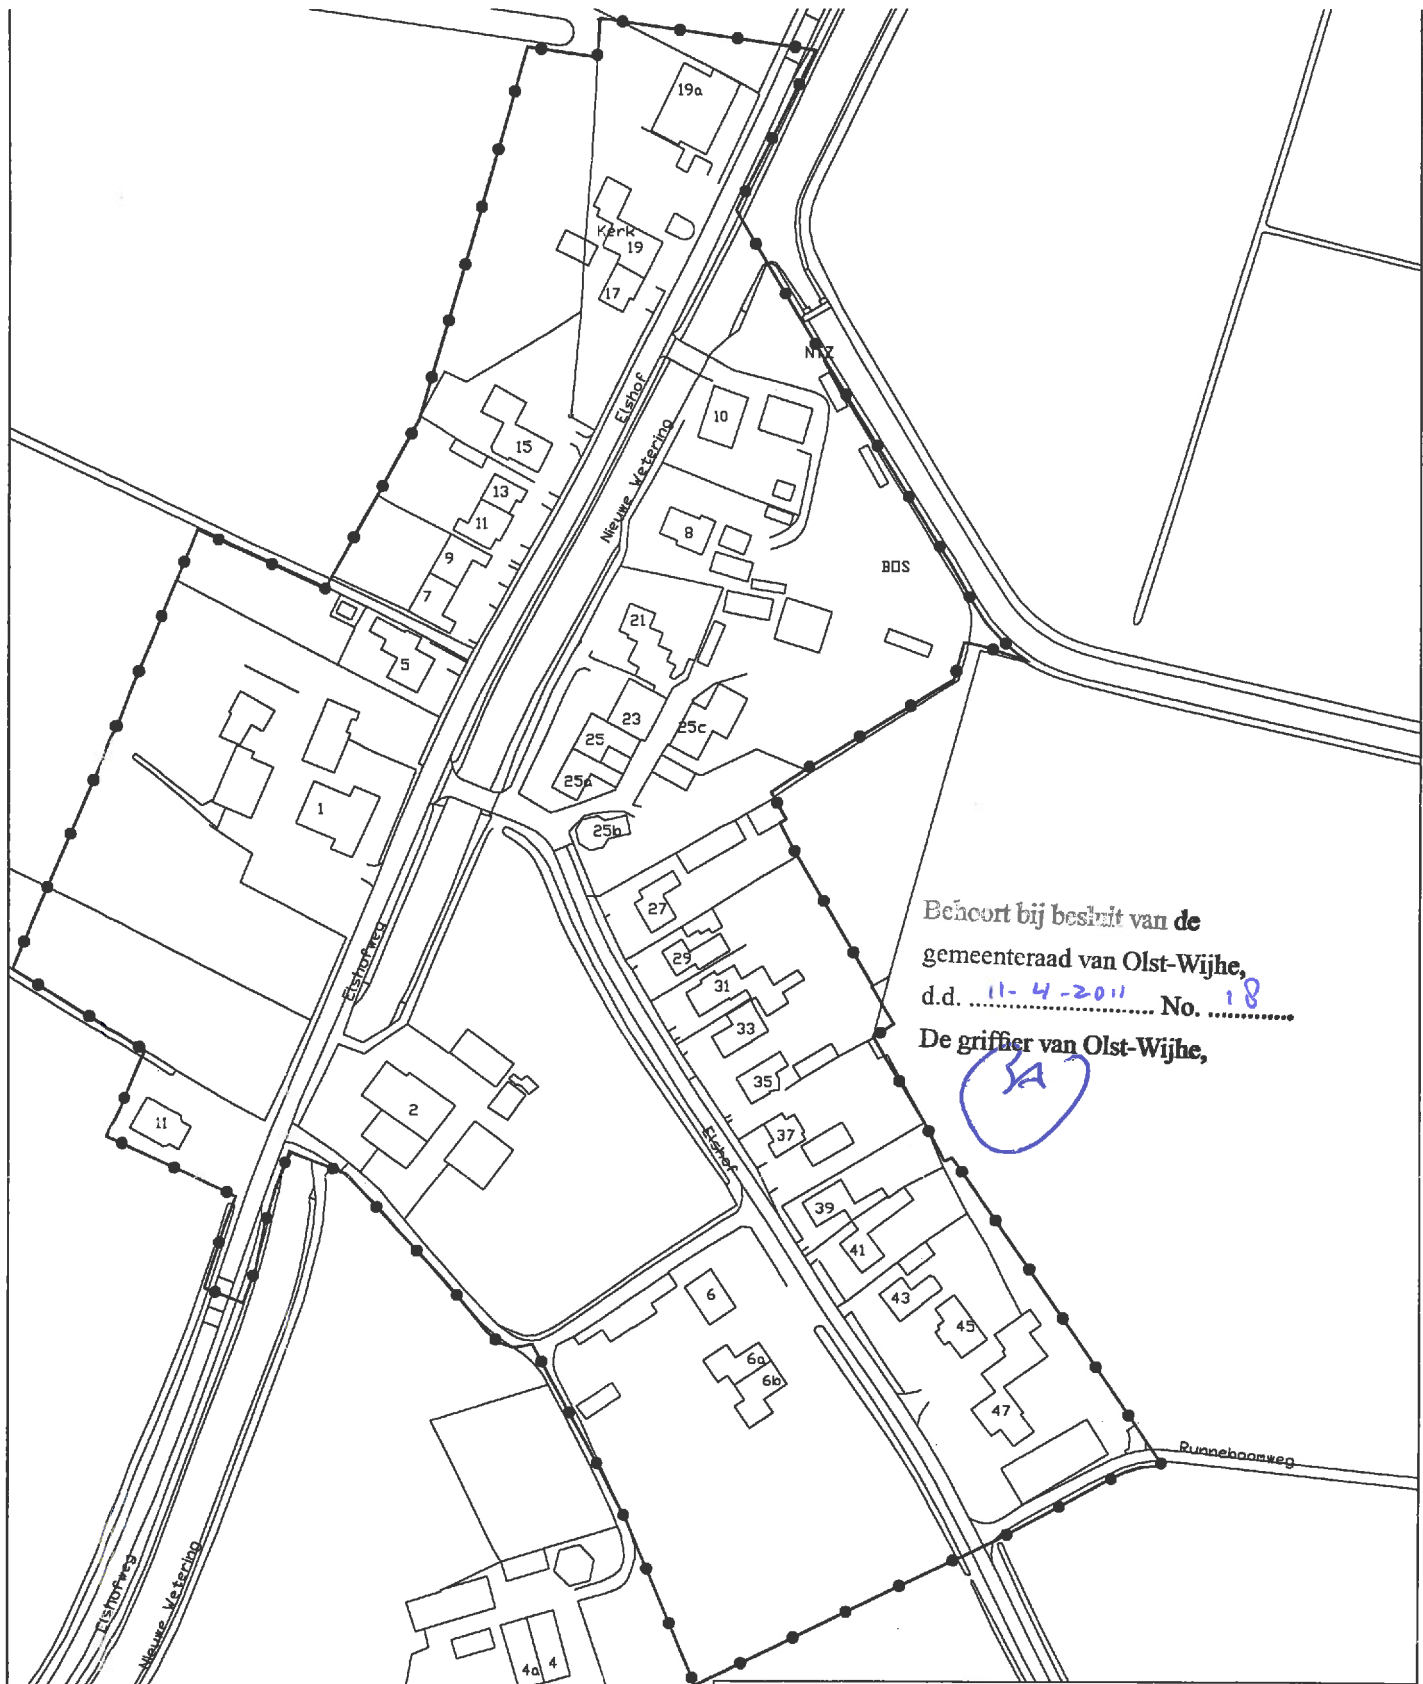 19a
Kerk
19
17
NTZ
Elshof
10
15
Nieuwe Wetering
13
11
8
9
BOS
7
21
5
23
25c
25
25a
1
25b
27
Behoort bij besluit van de
29
gemeenteraad van Olst-Wijhe,
Elshofweg
31
d.d. 11-4-2011 No. 18
33
De griffier van Olst-Wijhe,
35
2
11
37
Elshof
39
41
6
43
45
6a
6b
47
Runneboomweg
Elshofweg
Nieuwe Wetering
4a
4